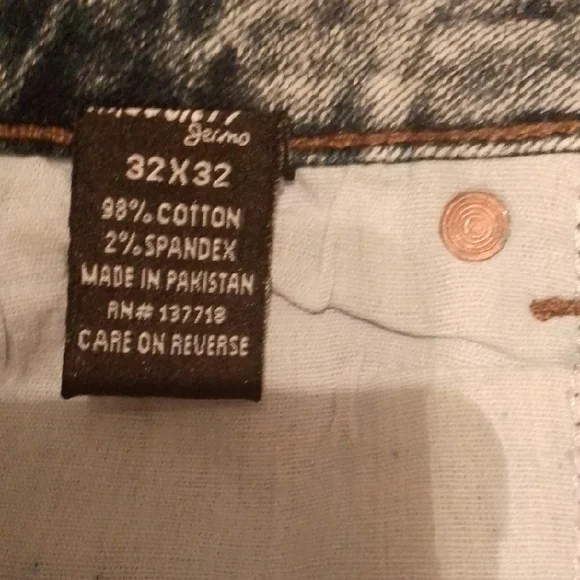 32X32
98% COTTON
2% SPANDEX
MADE IN PAKISTAN
RN# 137718
CARE ON REVERSE